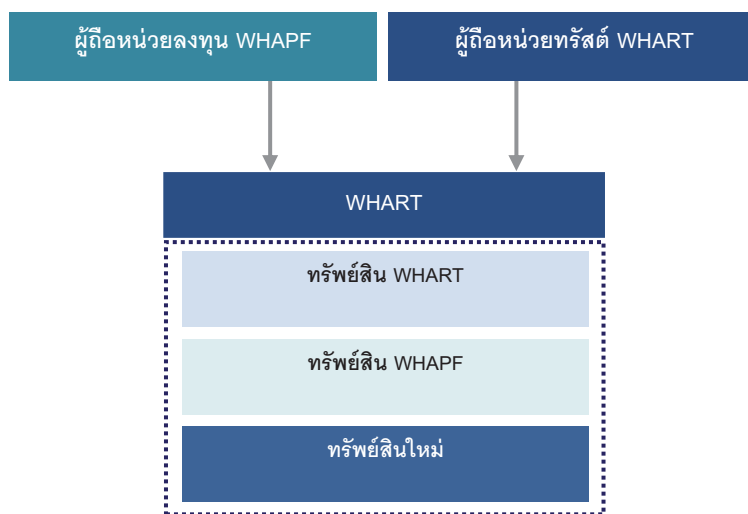 ผู้ถือหน่วยลงทุน WHAPF
ผู้ถือหน่วยทรัสต์ WHART
WHART
ทรัพย์สิน WHART
ทรัพย์สิน WHAPF
ทรัพย์สินใหม่